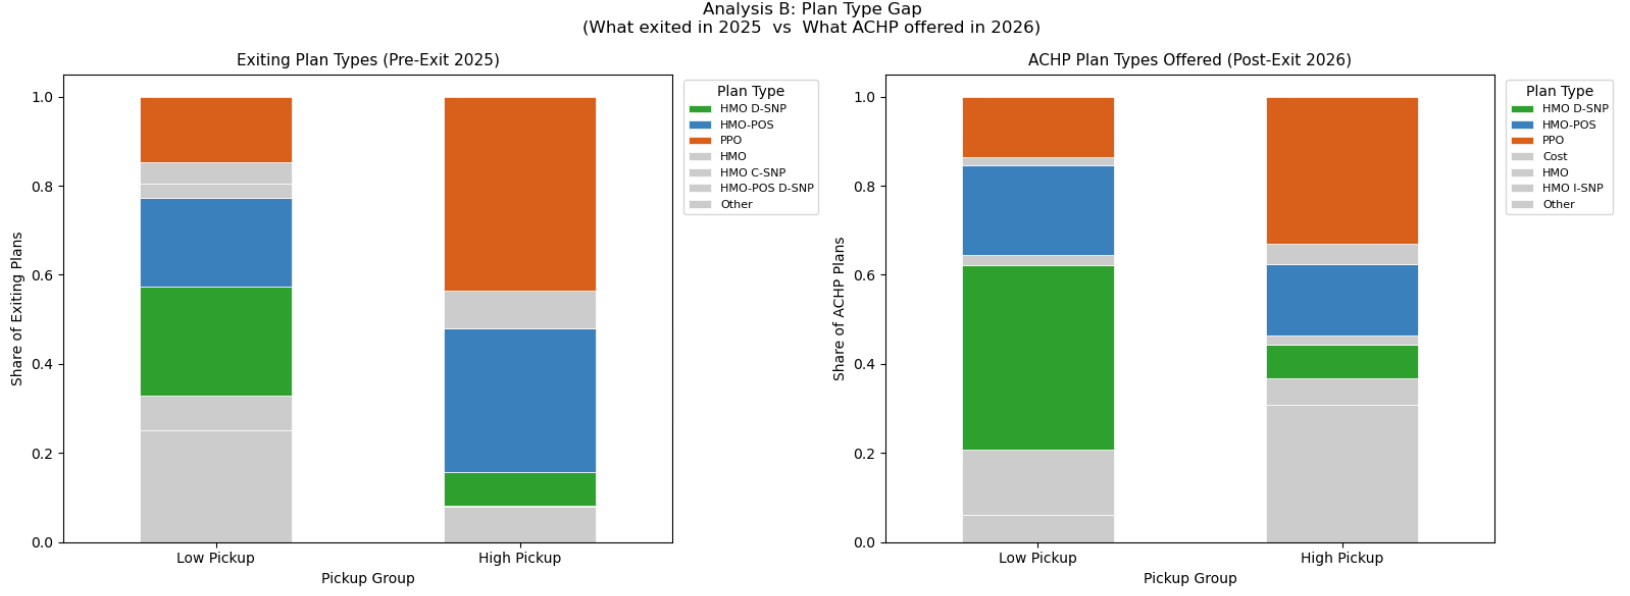 Analysis B: Plan Type Gap
(What exited in 2025  vs  What ACHP offered in 2026)
Exiting Plan Types (Pre-Exit 2025)
Share of Exiting Plans
1.0
0.8
0.6
0.4
0.2
0.0
Low Pickup
High Pickup
Pickup Group
Plan Type
HMO D-SNP
HMO-POS
PPO
HMO
HMO C-SNP
HMO-POS D-SNP
Other
ACHP Plan Types Offered (Post-Exit 2026)
Share of ACHP Plans
1.0
0.8
0.6
0.4
0.2
0.0
Low Pickup
High Pickup
Pickup Group
Plan Type
HMO D-SNP
HMO-POS
PPO
Cost
HMO
HMO I-SNP
Other